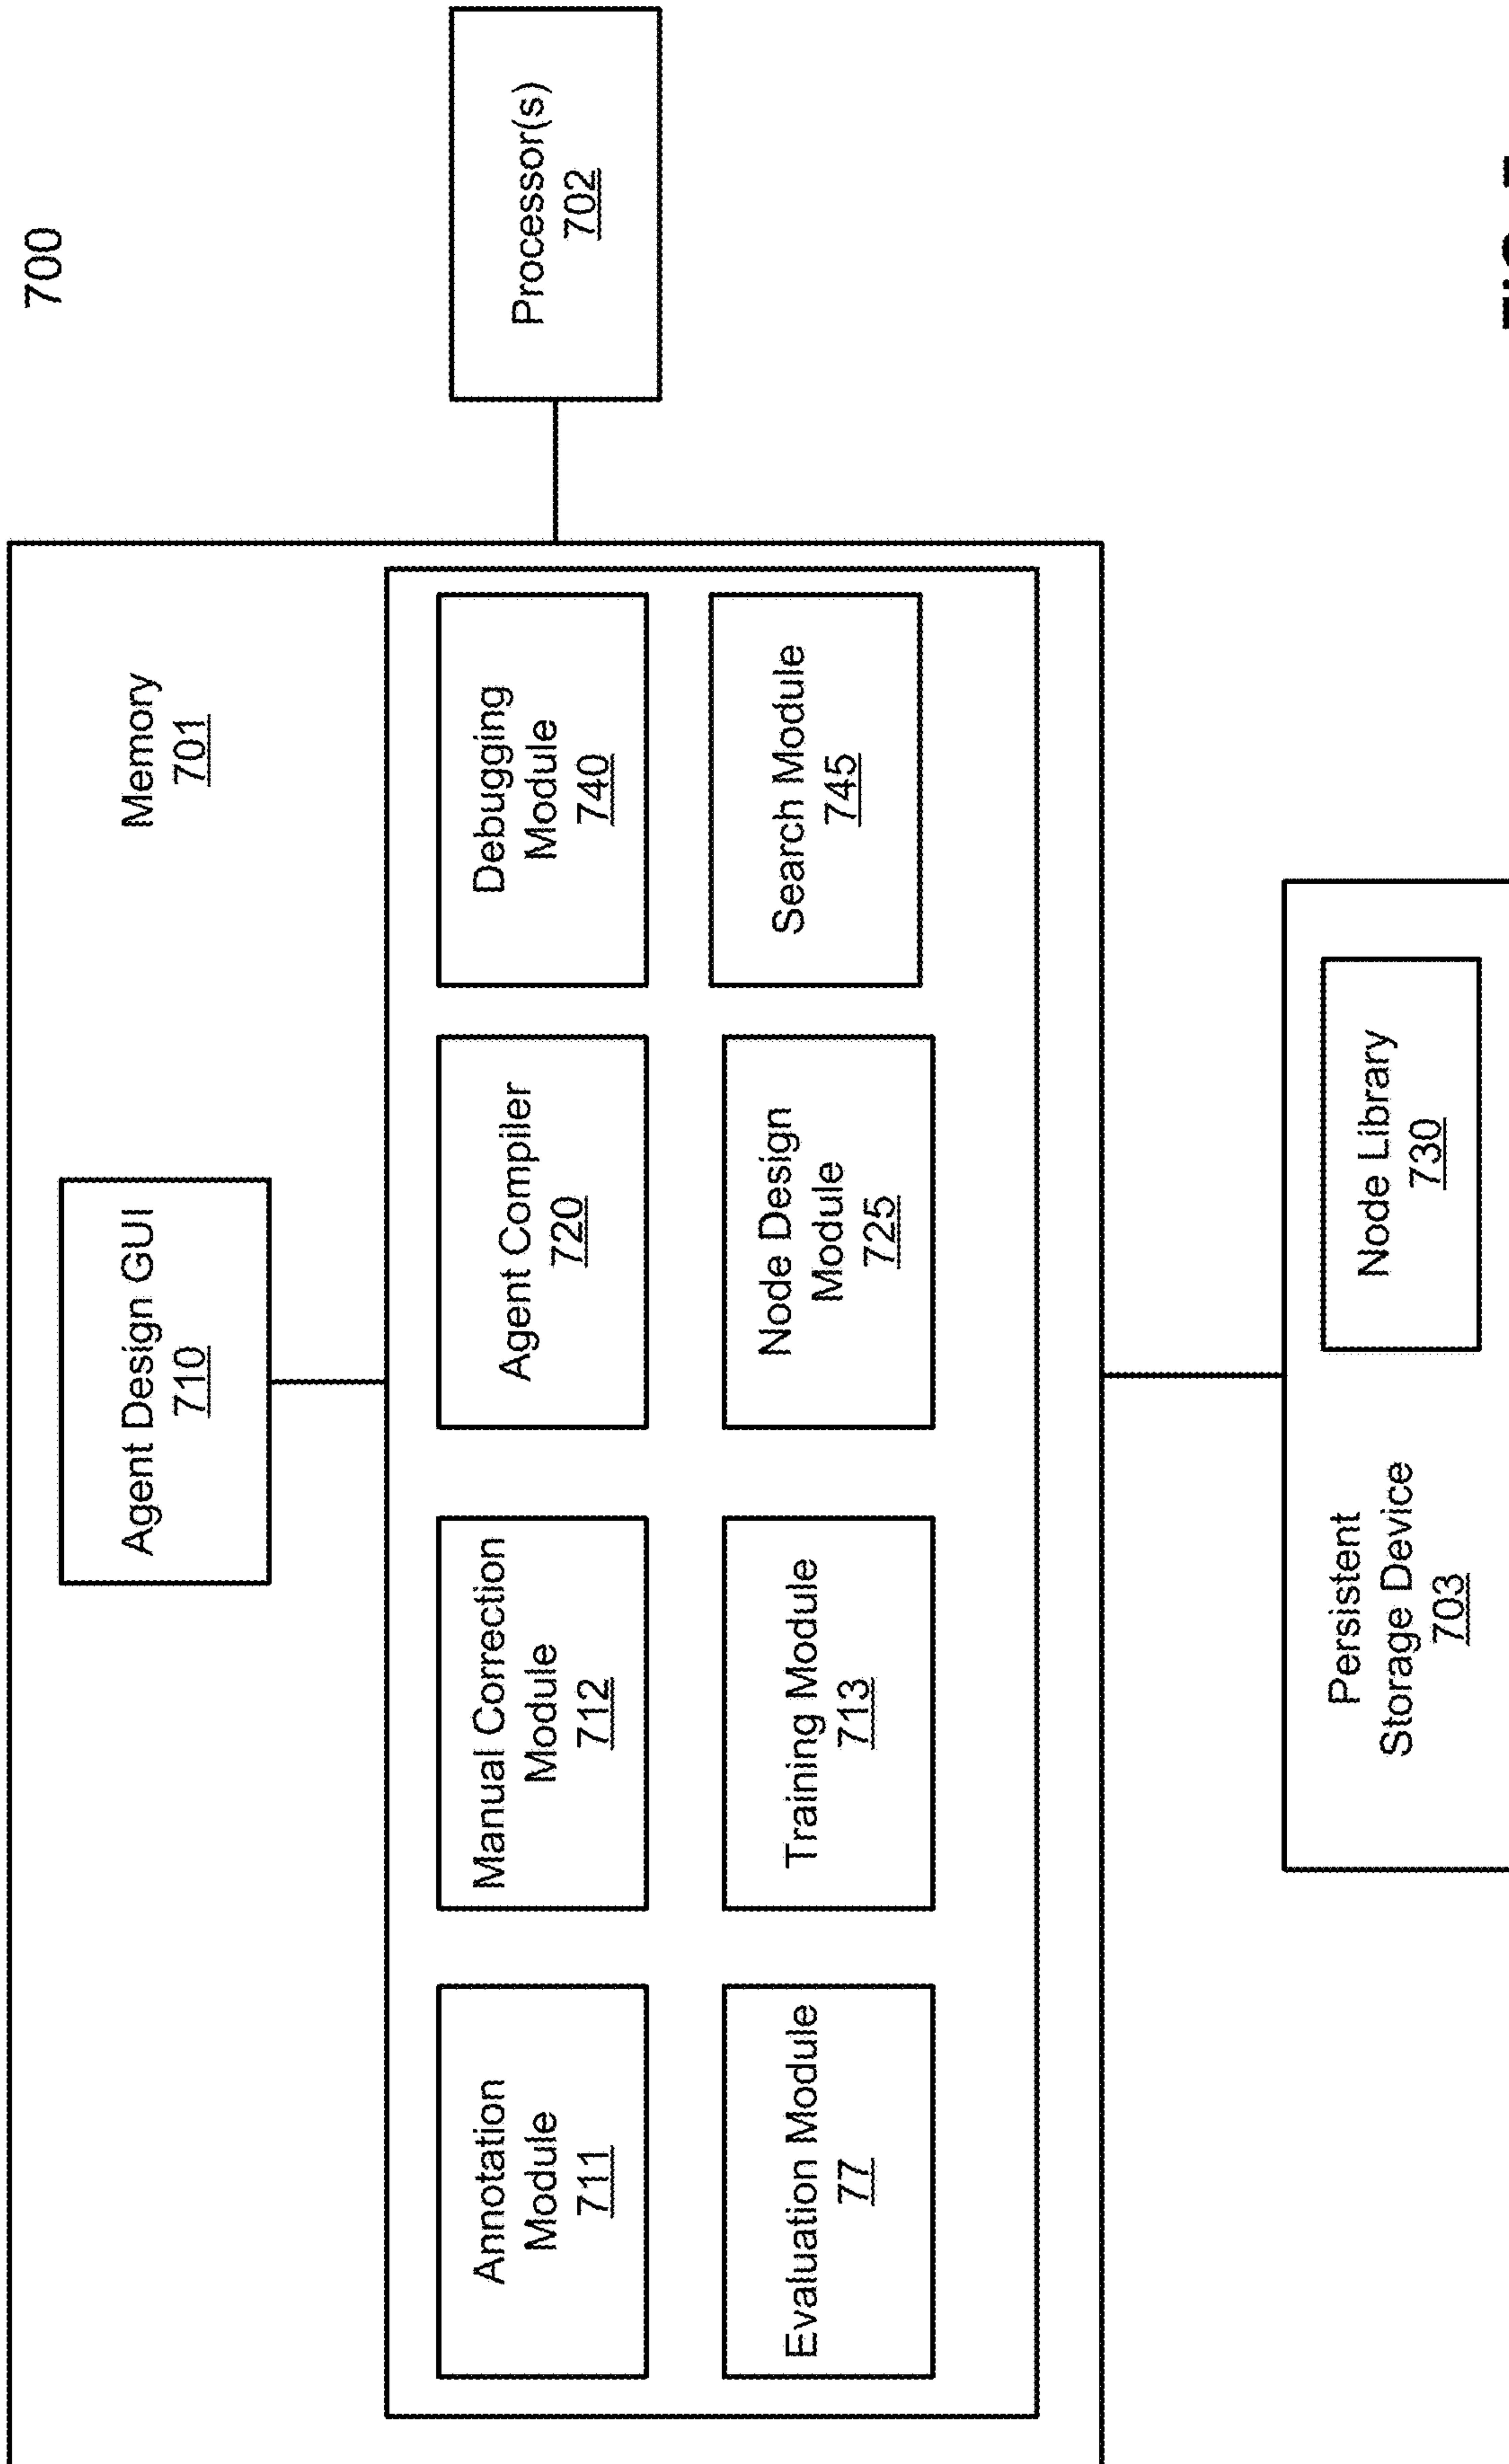 700
Agent Design GUI
710
Memory
701
Annotation
Module
711
Manual Correction
Module
712
Agent Compiler
720
Debugging
Module
740
Processor(s)
702
Evaluation Module
77
Training Module
713
Node Design
Module
725
Search Module
745
Persistent
Storage Device
703
Node Library
730